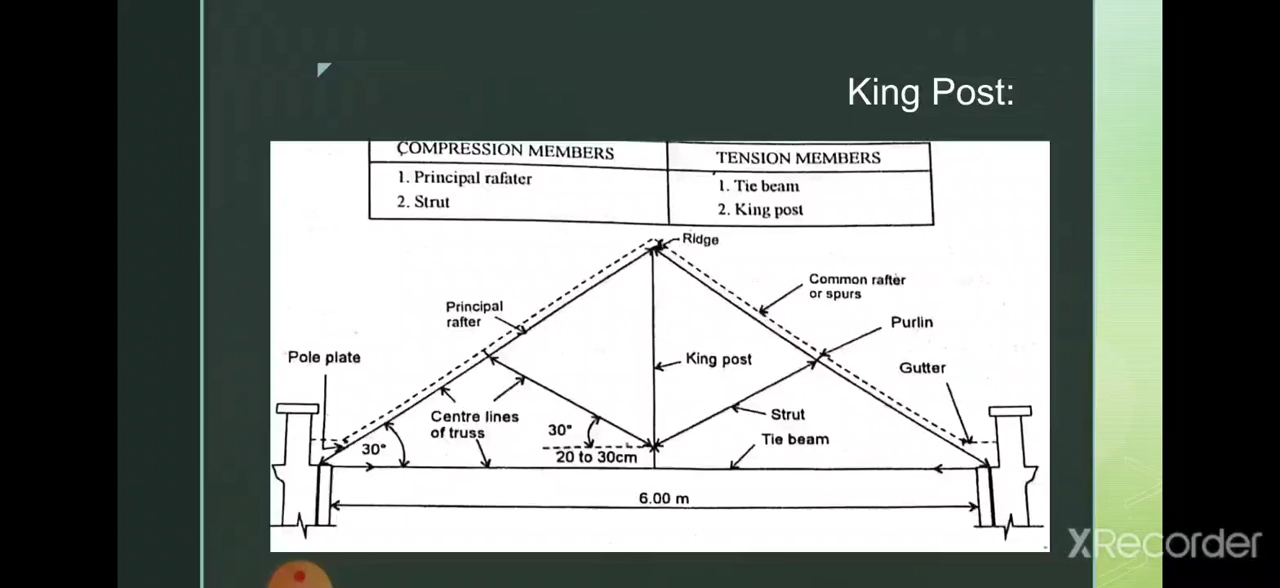 King Post:
COMPRESSION MEMBERS
TENSION MEMBERS
1. Principal rafater
1. Tie beam
2. Strut
2. King post
Ridge
Common rafter
or spurs
Principal
rafter
Purlin
Pole plate
King post
Gutter
Centre lines
of truss
Strut
30°
Tie beam
30°
20 to 30cm
6.00 m
XRecorder